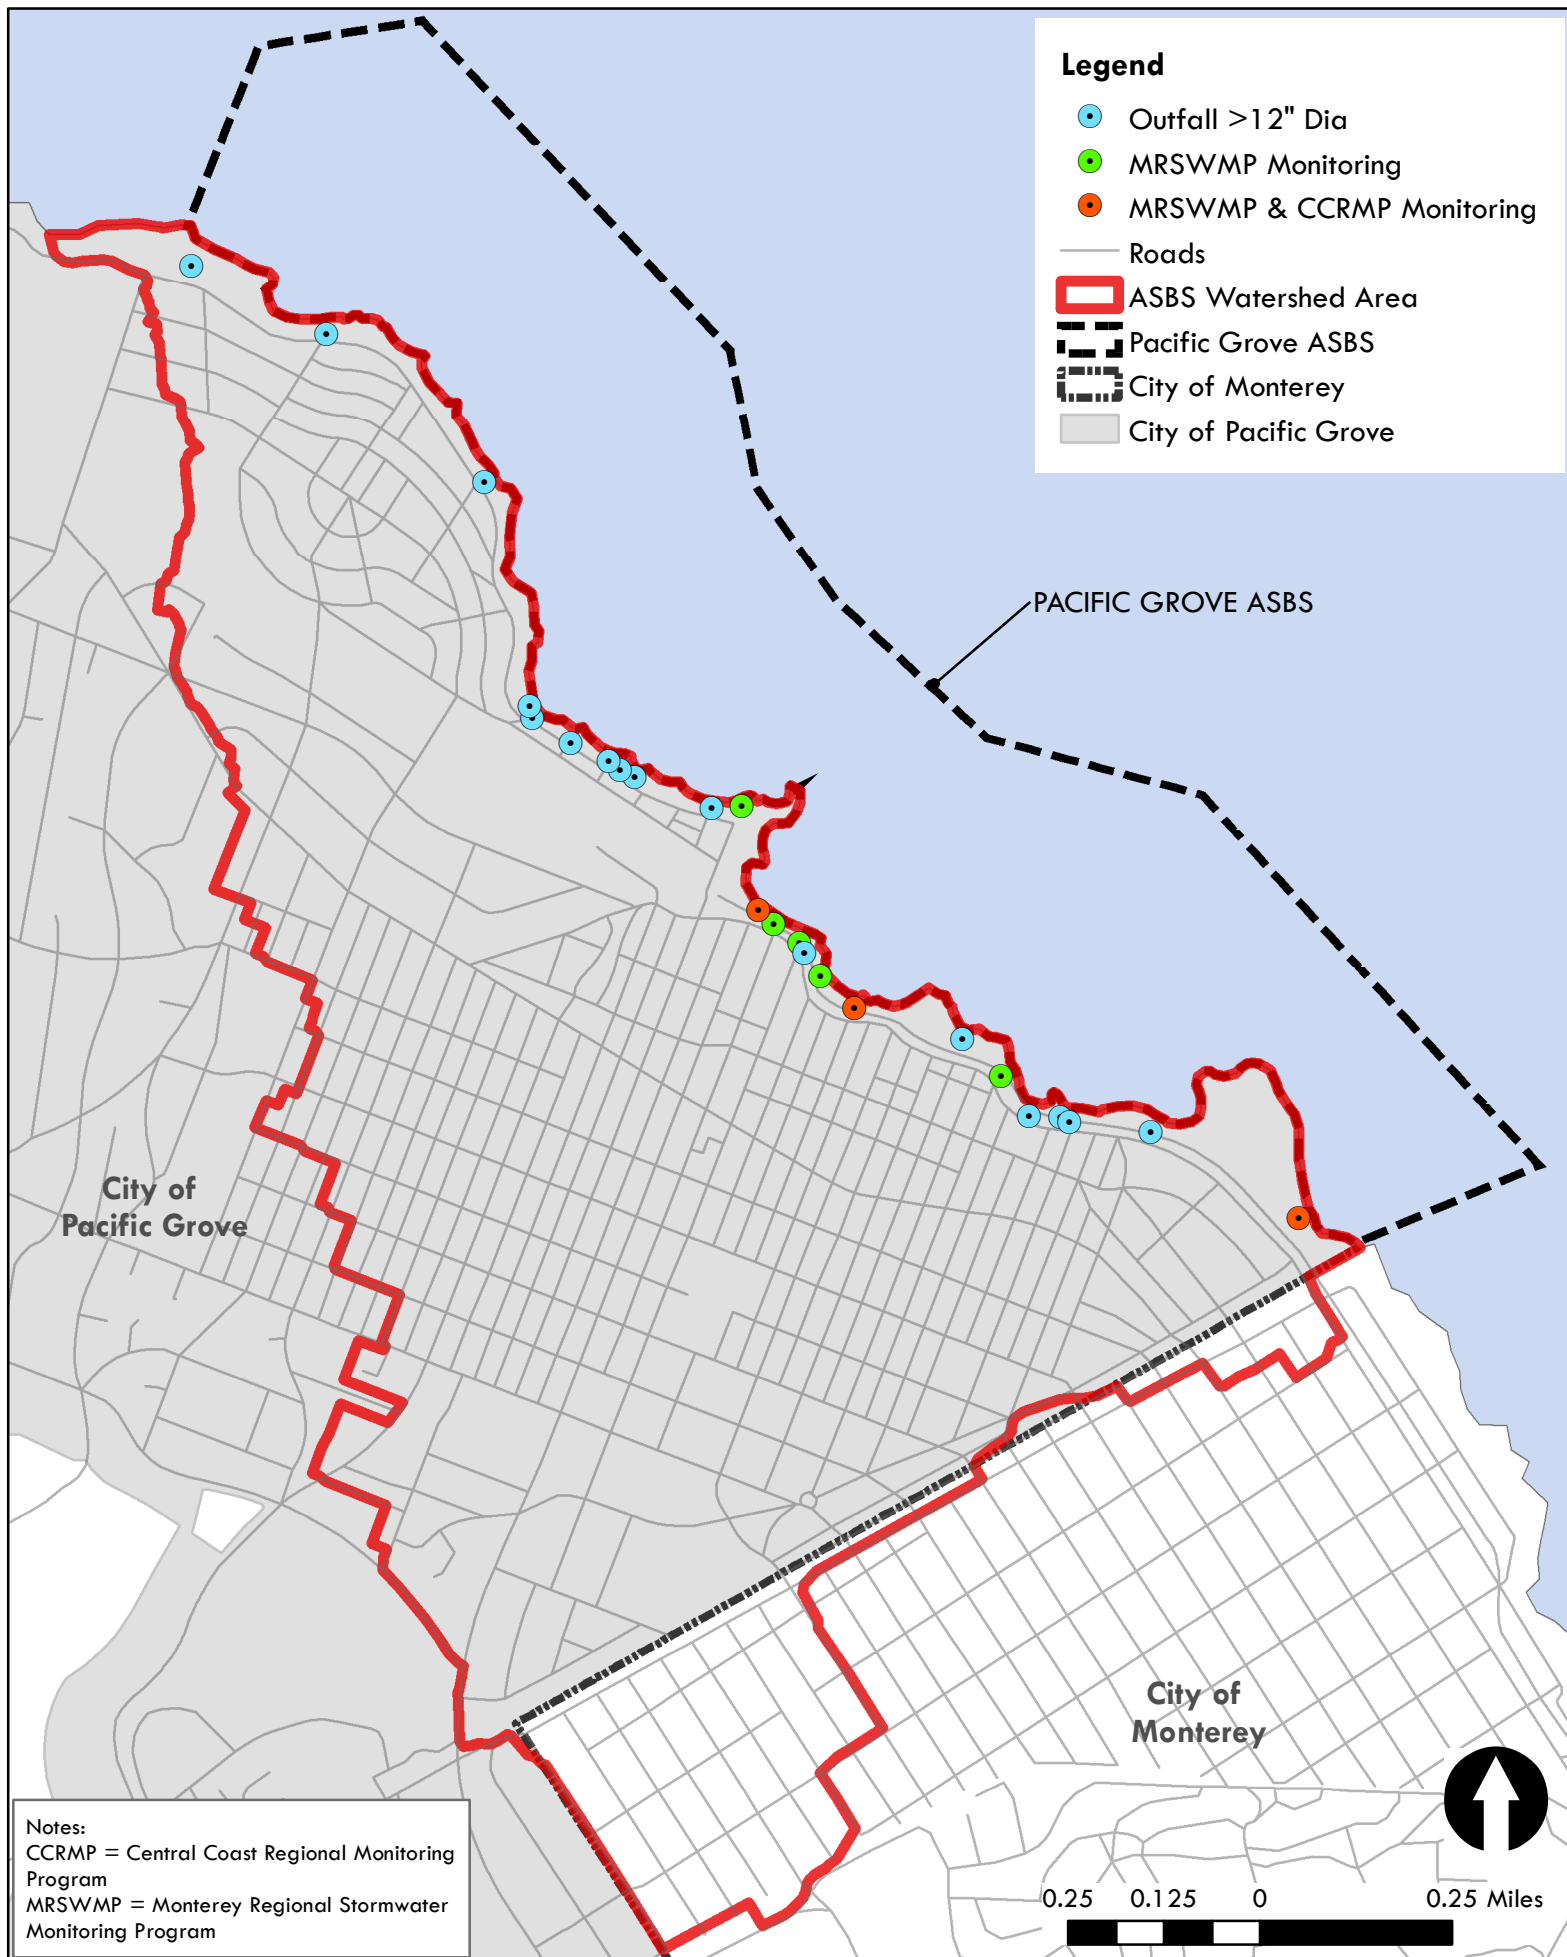 Legend
Outfall >12" Dia
MRSWMP Monitoring
MRSWMP & CCRMP Monitoring
Roads
ASBS Watershed Area
Pacific Grove ASBS
City of Monterey
City of Pacific Grove
PACIFIC GROVE ASBS
City of
Pacific Grove
City of
Monterey
Notes:
CCRMP = Central Coast Regional Monitoring
Program
MRSWMP = Monterey Regional Stormwater
Monitoring Program
0.25 0.125 0 0.25 Miles